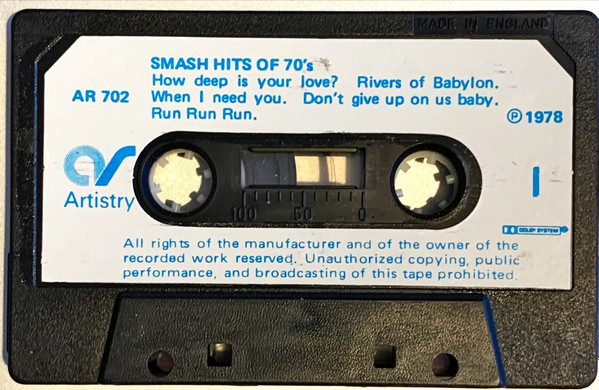 MADE IN ENGLAND
SMASH HITS OF 70's
How deep is your love? Rivers of Babylon.
AR 702 When I need you. Don't give up on us baby.
Run Run Run. Ⓟ1978
ar
Artistry
I
100 50 0
DOLBY SYSTEM
All rights of the manufacturer and of the owner of the
recorded work reserved. Unauthorized copying, public
performance, and broadcasting of this tape prohibited.